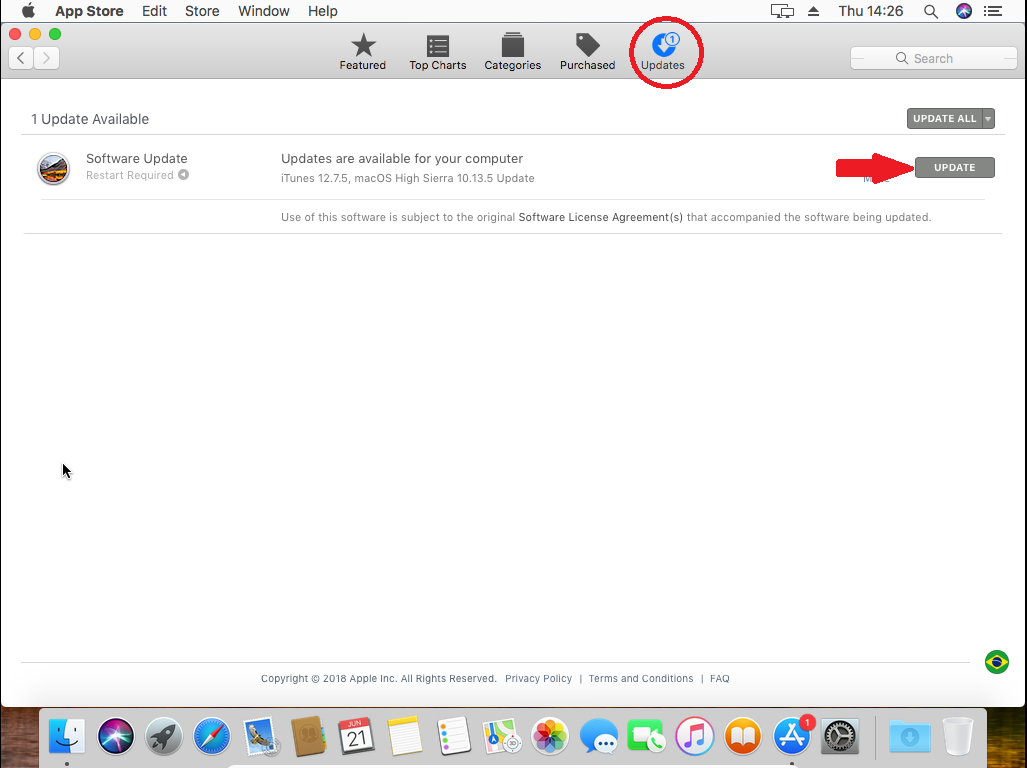 App Store Edit Store Window Help Thu 14:26
Featured Top Charts Categories Purchased 1 Updates Search
1 Update Available UPDATE ALL
Software Update Updates are available for your computer UPDATE
Restart Required iTunes 12.7.5, macOS High Sierra 10.13.5 Update
Use of this software is subject to the original Software License Agreement(s) that accompanied the software being updated.
Copyright © 2018 Apple Inc. All Rights Reserved. Privacy Policy | Terms and Conditions | FAQ
JUN 1
21